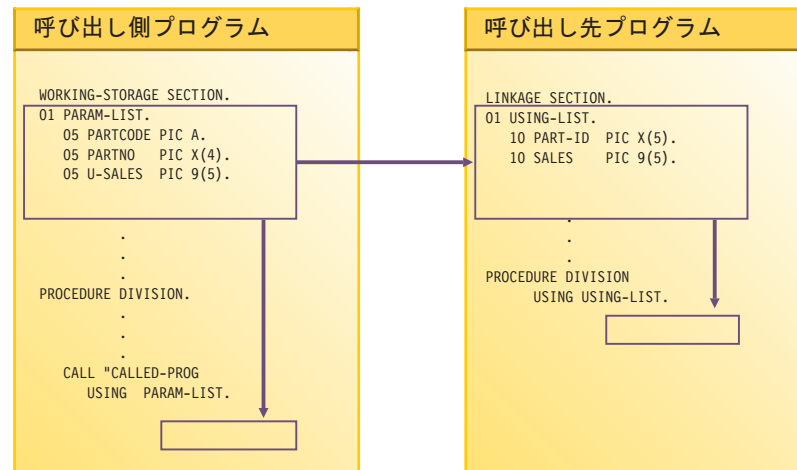 呼び出し側プログラム
WORKING-STORAGE SECTION.
01 PARAM-LIST.
05 PARTCODE PIC A.
05 PARTNO PIC X(4).
05 U-SALES PIC 9(5).
.
.
.
PROCEDURE DIVISION.
.
.
.
CALL "CALLED-PROG
USING PARAM-LIST.
呼び出し先プログラム
LINKAGE SECTION.
01 USING-LIST.
10 PART-ID PIC X(5).
10 SALES PIC 9(5).
.
.
.
PROCEDURE DIVISION
USING USING-LIST.